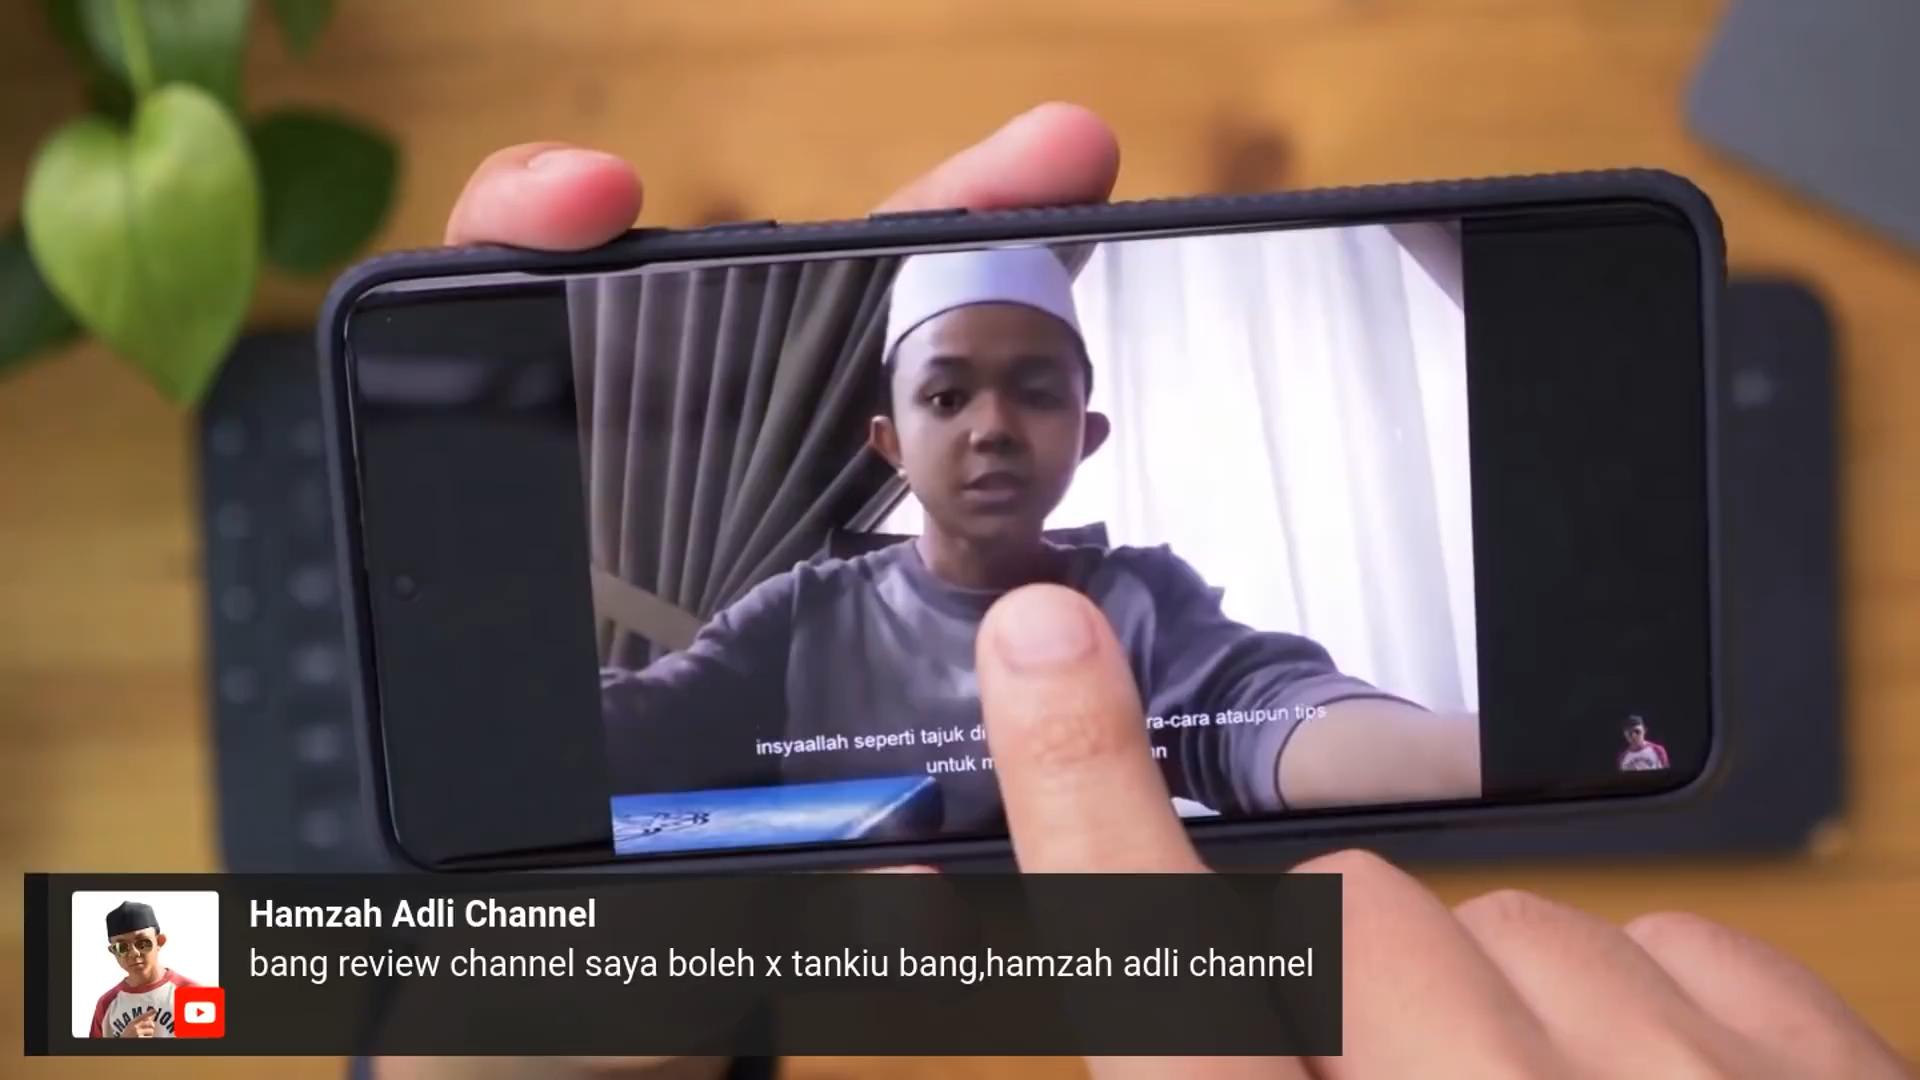 insyaallah seperti tajuk di ra-cara ataupun tips
untuk m
Hamzah Adli Channel
bang review channel saya boleh x tankiu bang,hamzah adli channel